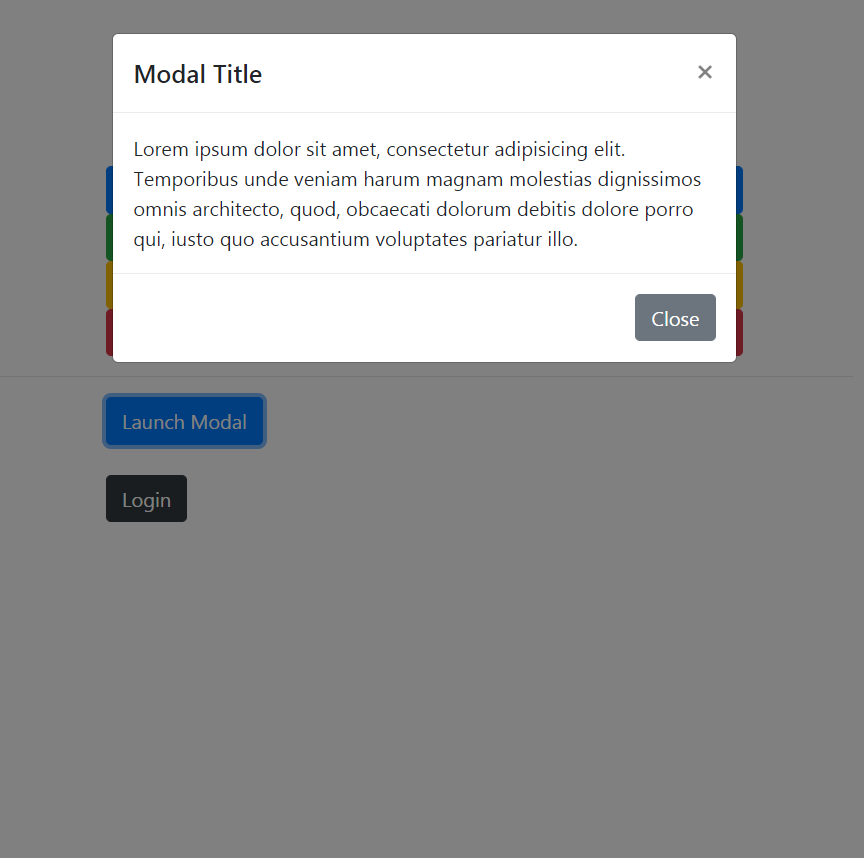 Modal Title
×
Lorem ipsum dolor sit amet, consectetur adipisicing elit.
Temporibus unde veniam harum magnam molestias dignissimos
omnis architecto, quod, obcaecati dolorum debitis dolore porro
qui, iusto quo accusantium voluptates pariatur illo.
Close
Launch Modal
Login